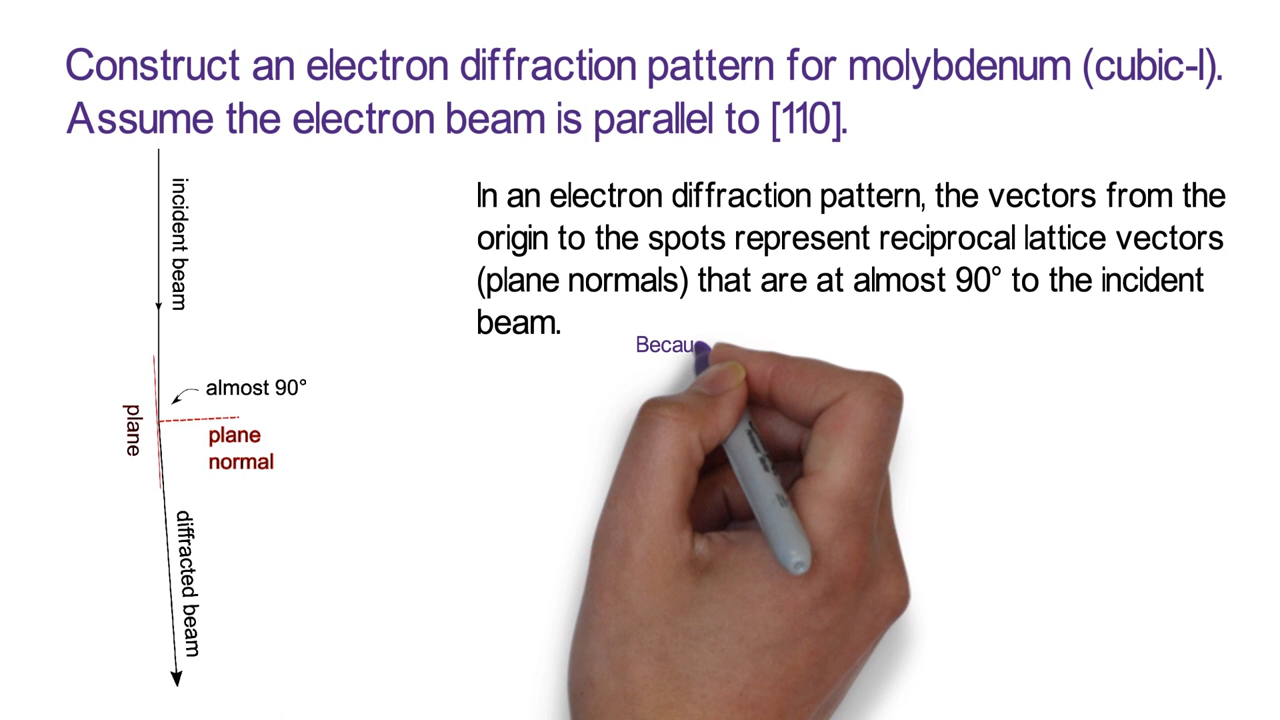 Construct an electron diffraction pattern for molybdenum (cubic-I).
Assume the electron beam is parallel to [110].
incident beam
In an electron diffraction pattern, the vectors from the
origin to the spots represent reciprocal lattice vectors
(plane normals) that are at almost 90° to the incident
beam.
Becau
almost 90°
plane
plane
normal
diffracted beam